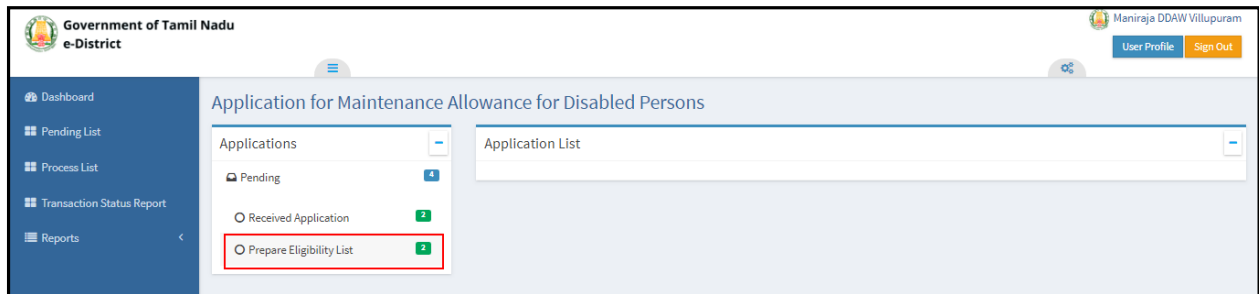 Government of Tamil Nadu
e-District
Maniraja DDAW Villupuram
User Profile
Sign Out
Dashboard
Pending List
Process List
Transaction Status Report
Reports
Application for Maintenance Allowance for Disabled Persons
Applications
Pending 4
Received Application 2
Prepare Eligibility List 2
Application List